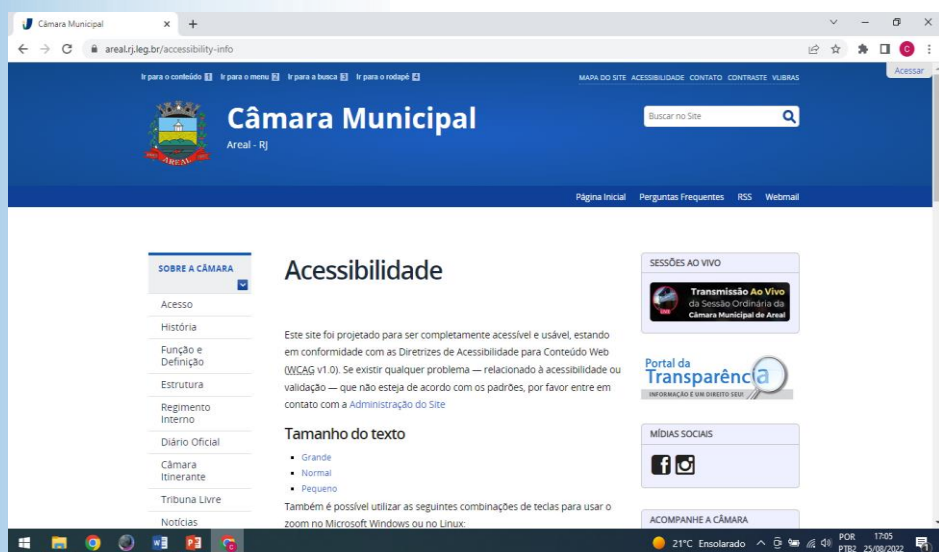 Câmara Municipal
areal.rj.leg.br/accessibility-info
Acessar
Ir para o conteúdo 1 Ir para o menu 2 Ir para a busca 3 Ir para o rodapé 4
MAPA DO SITE ACESSIBILIDADE CONTATO CONTRASTE VLIBRAS
AREAL
Câmara Municipal
Areal - RJ
Buscar no Site
Página Inicial Perguntas Frequentes RSS Webmail
SOBRE A CÂMARA
Acesso
História
Função e
Definição
Estrutura
Regimento
Interno
Diário Oficial
Câmara
Itinerante
Tribuna Livre
Notícias
Acessibilidade
Este site foi projetado para ser completamente acessível e usável, estando
em conformidade com as Diretrizes de Acessibilidade para Conteúdo Web
(WCAG v1.0). Se existir qualquer problema — relacionado à acessibilidade ou
validação — que não esteja de acordo com os padrões, por favor entre em
contato com a Administração do Site
Tamanho do texto
Grande
Normal
Pequeno
Também é possível utilizar as seguintes combinações de teclas para usar o
zoom no Microsoft Windows ou no Linux:
SESSÕES AO VIVO
LIVE
Transmissão Ao Vivo
da Sessão Ordinária da
Câmara Municipal de Areal
Portal da
Transparência
INFORMAÇÃO É UM DIREITO SEU!
MÍDIAS SOCIAIS
ACOMPANHE A CÂMARA
21°C Ensolarado
POR
PTB2
17:05
25/08/2022